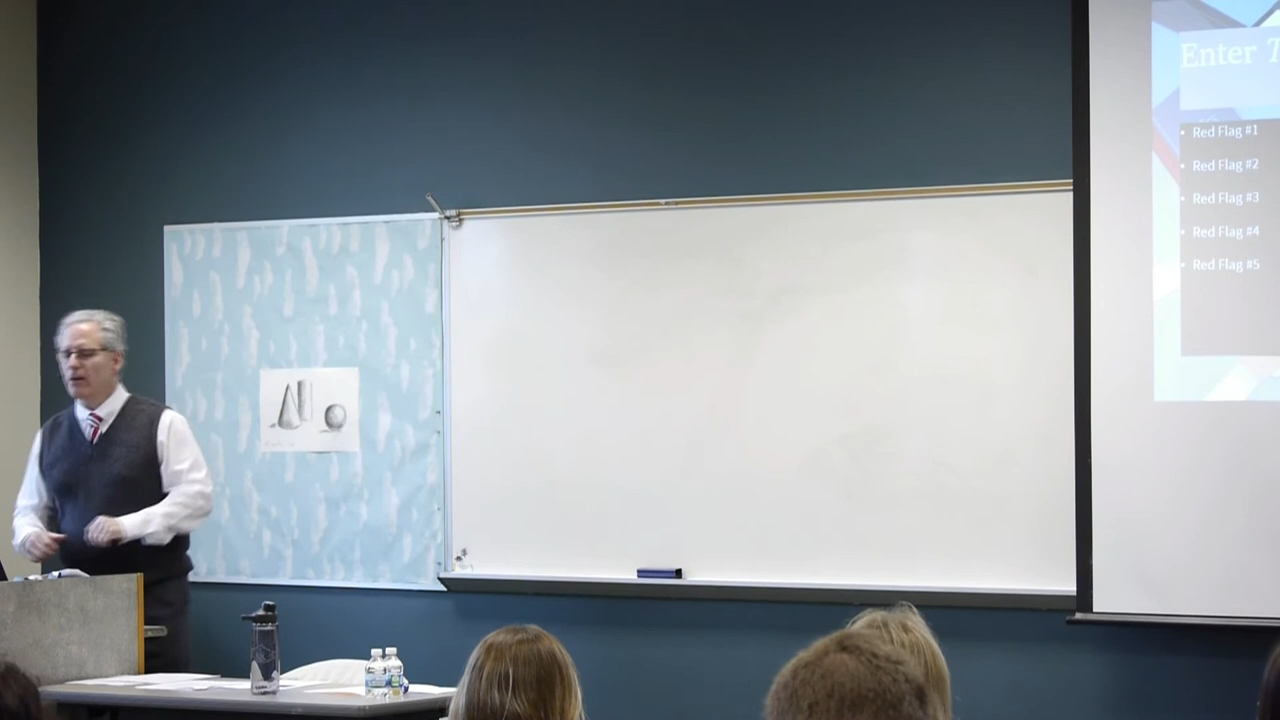 Enter
Red Flag #1
Red Flag #2
Red Flag #3
Red Flag #4
Red Flag #5